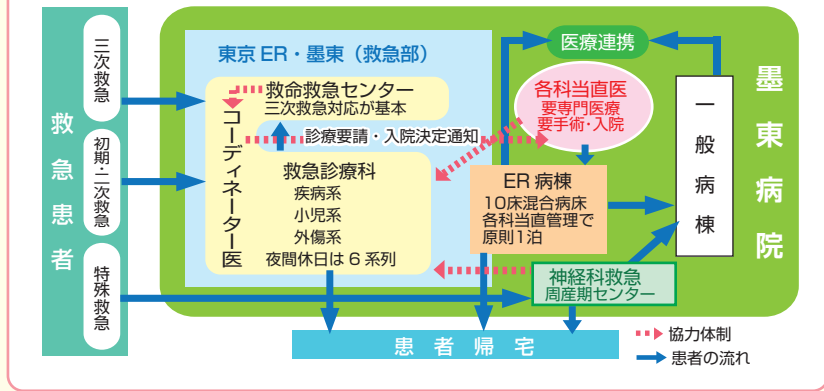 救急患者
三次救急
初期・二次救急
特殊救急
東京 ER・墨東（救急部）
救命救急センター
三次救急対応が基本
コーディネーター医
診療要請・入院決定通知
救急診療科
疾病系
小児系
外傷系
夜間休日は 6 系列
医療連携
各科当直医
要専門医療
要手術・入院
ER 病棟
10床混合病床
各科当直管理で
原則1泊
神経科救急
周産期センター
一般病棟
墨東病院
患者帰宅
協力体制
患者の流れ